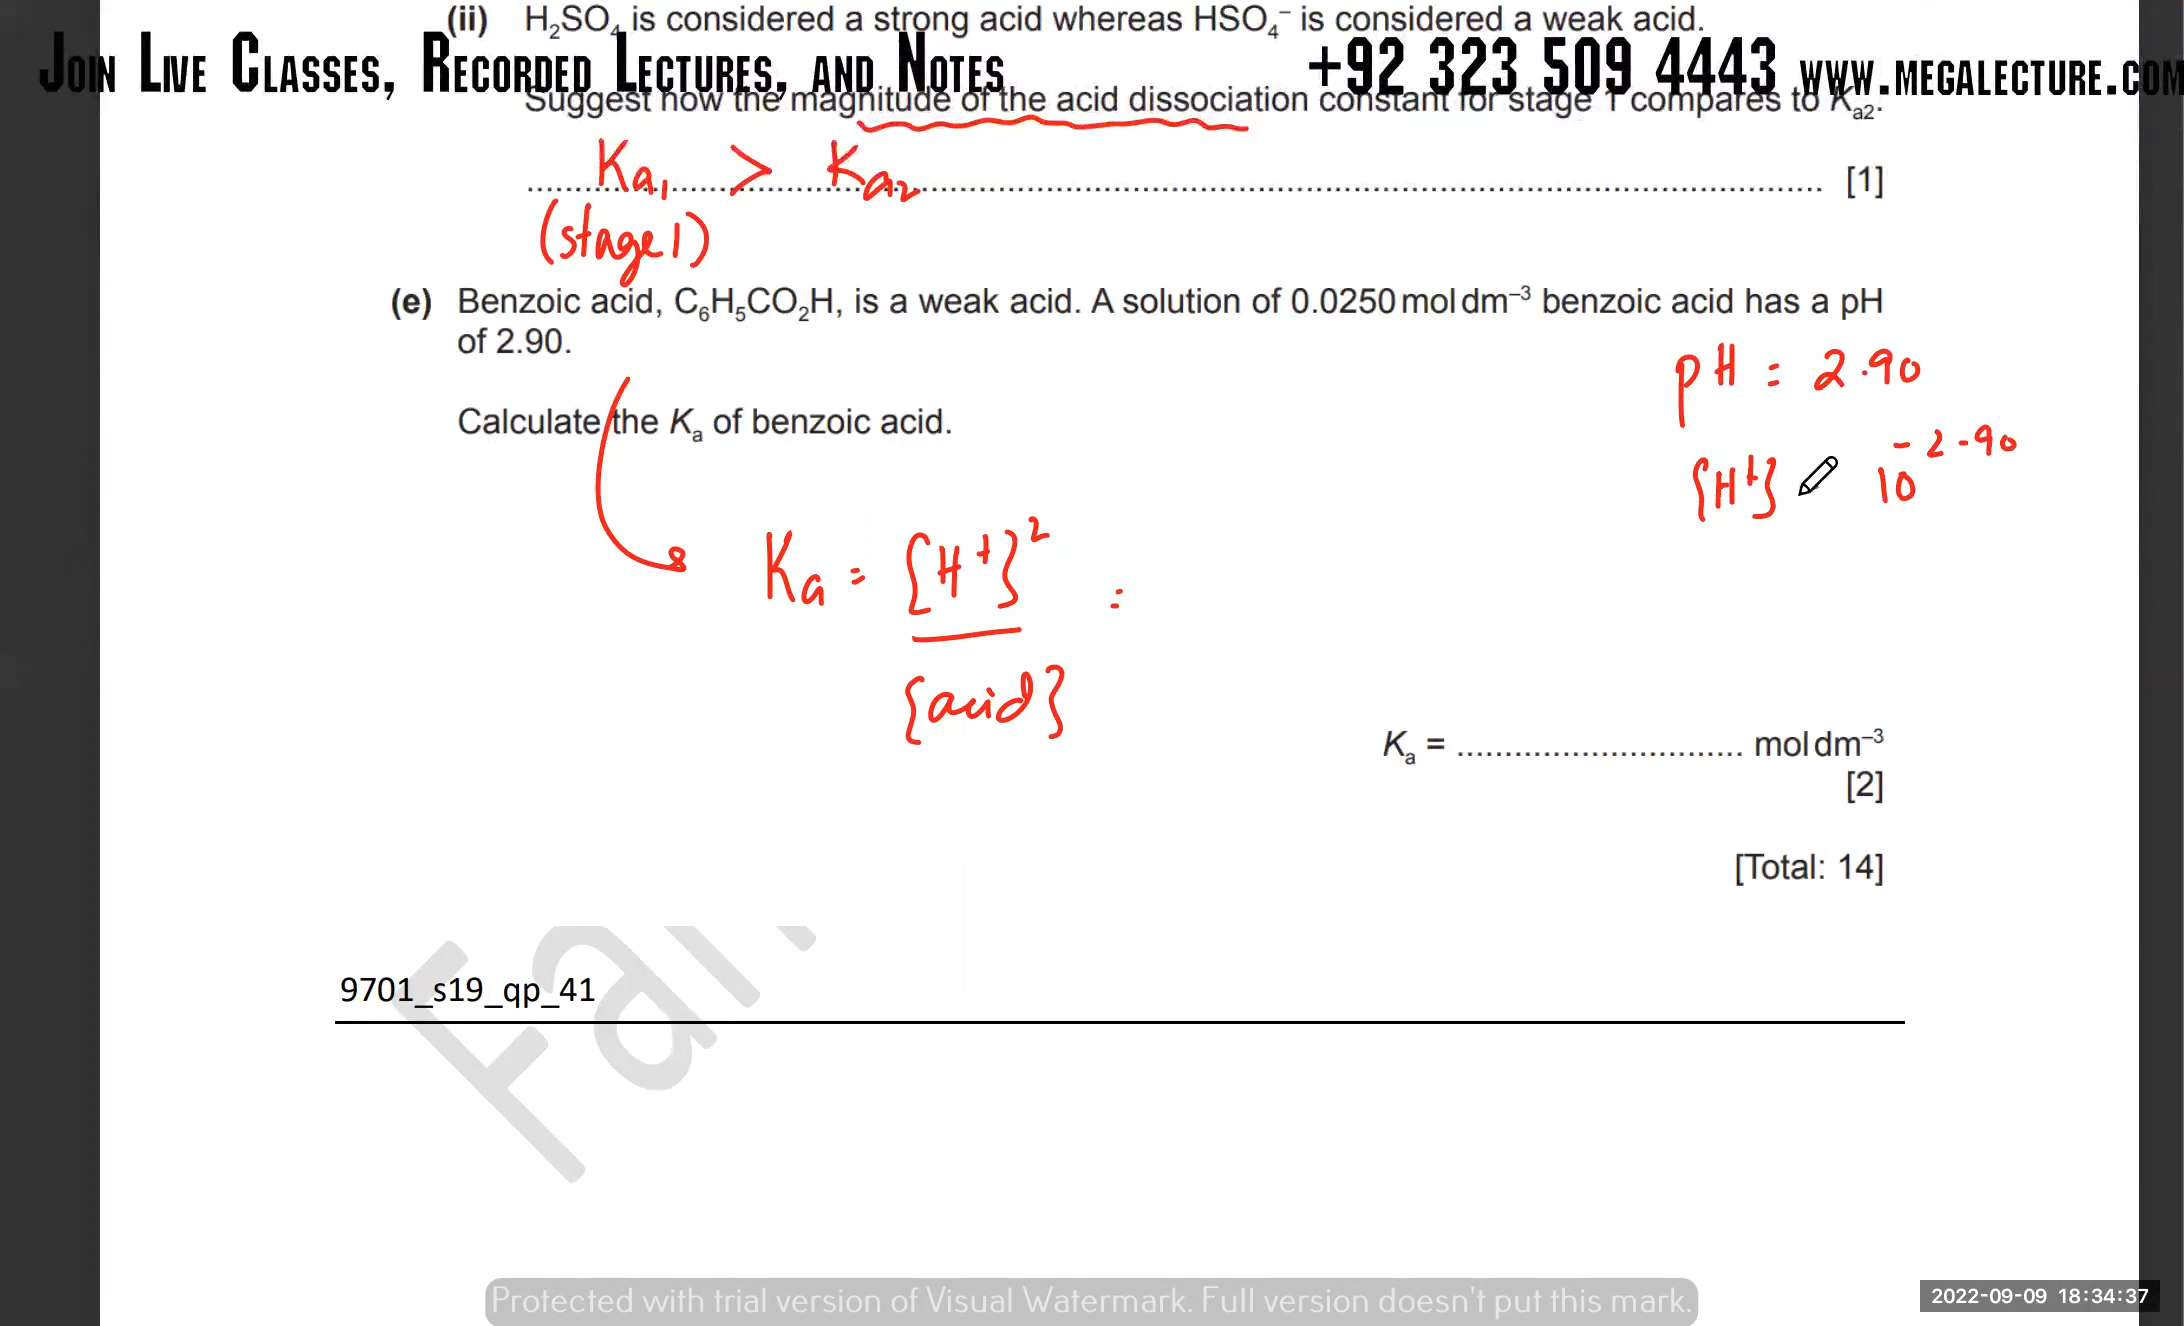 (ii) H₂SO₄ is considered a strong acid whereas HSO₄⁻ is considered a weak acid.
Join Live Classes, Recorded Lectures, and Notes +92 323 509 4443 www.megalecture.com
Suggest how the magnitude of the acid dissociation constant for stage 1 compares to Kₐ₂.
Kₐ₁ > Kₐ₂ [1]
(stage 1)
(e) Benzoic acid, C₆H₅CO₂H, is a weak acid. A solution of 0.0250 mol dm⁻³ benzoic acid has a pH
of 2.90.
pH = 2.90
Calculate the Kₐ of benzoic acid.
[H⁺] 10^-2.90
Kₐ = [H⁺]² =
[acid]
Kₐ = .............................. mol dm⁻³
[2]
[Total: 14]
9701_s19_qp_41
Protected with trial version of Visual Watermark. Full version doesn't put this mark.
2022-09-09 18:34:37